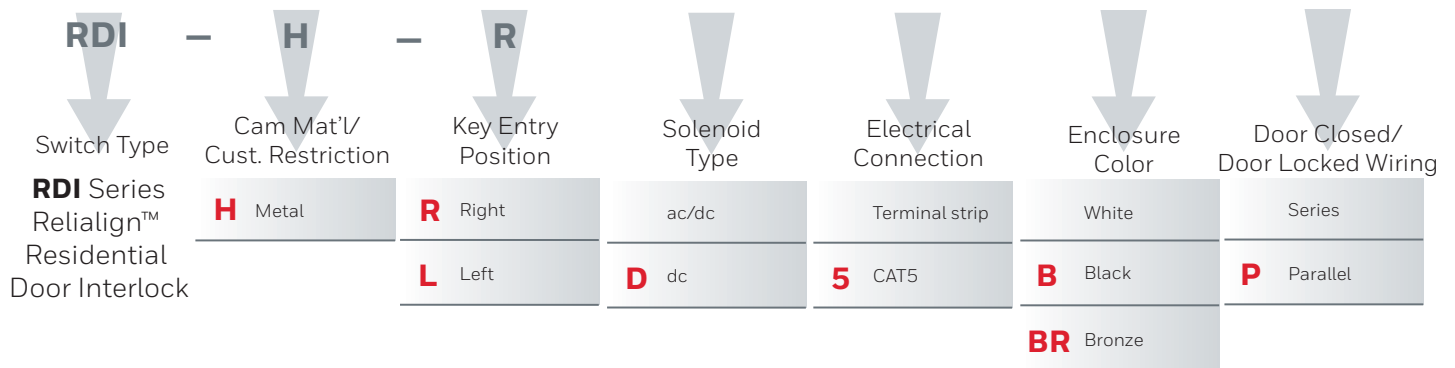 RDI – H – R
Switch Type
RDI Series
Relialign™
Residential
Door Interlock
Cam Mat'l/
Cust. Restriction
H Metal
Key Entry
Position
R Right
L Left
Solenoid
Type
ac/dc
D dc
Electrical
Connection
Terminal strip
5 CAT5
Enclosure
Color
White
B Black
BR Bronze
Door Closed/
Door Locked Wiring
Series
P Parallel